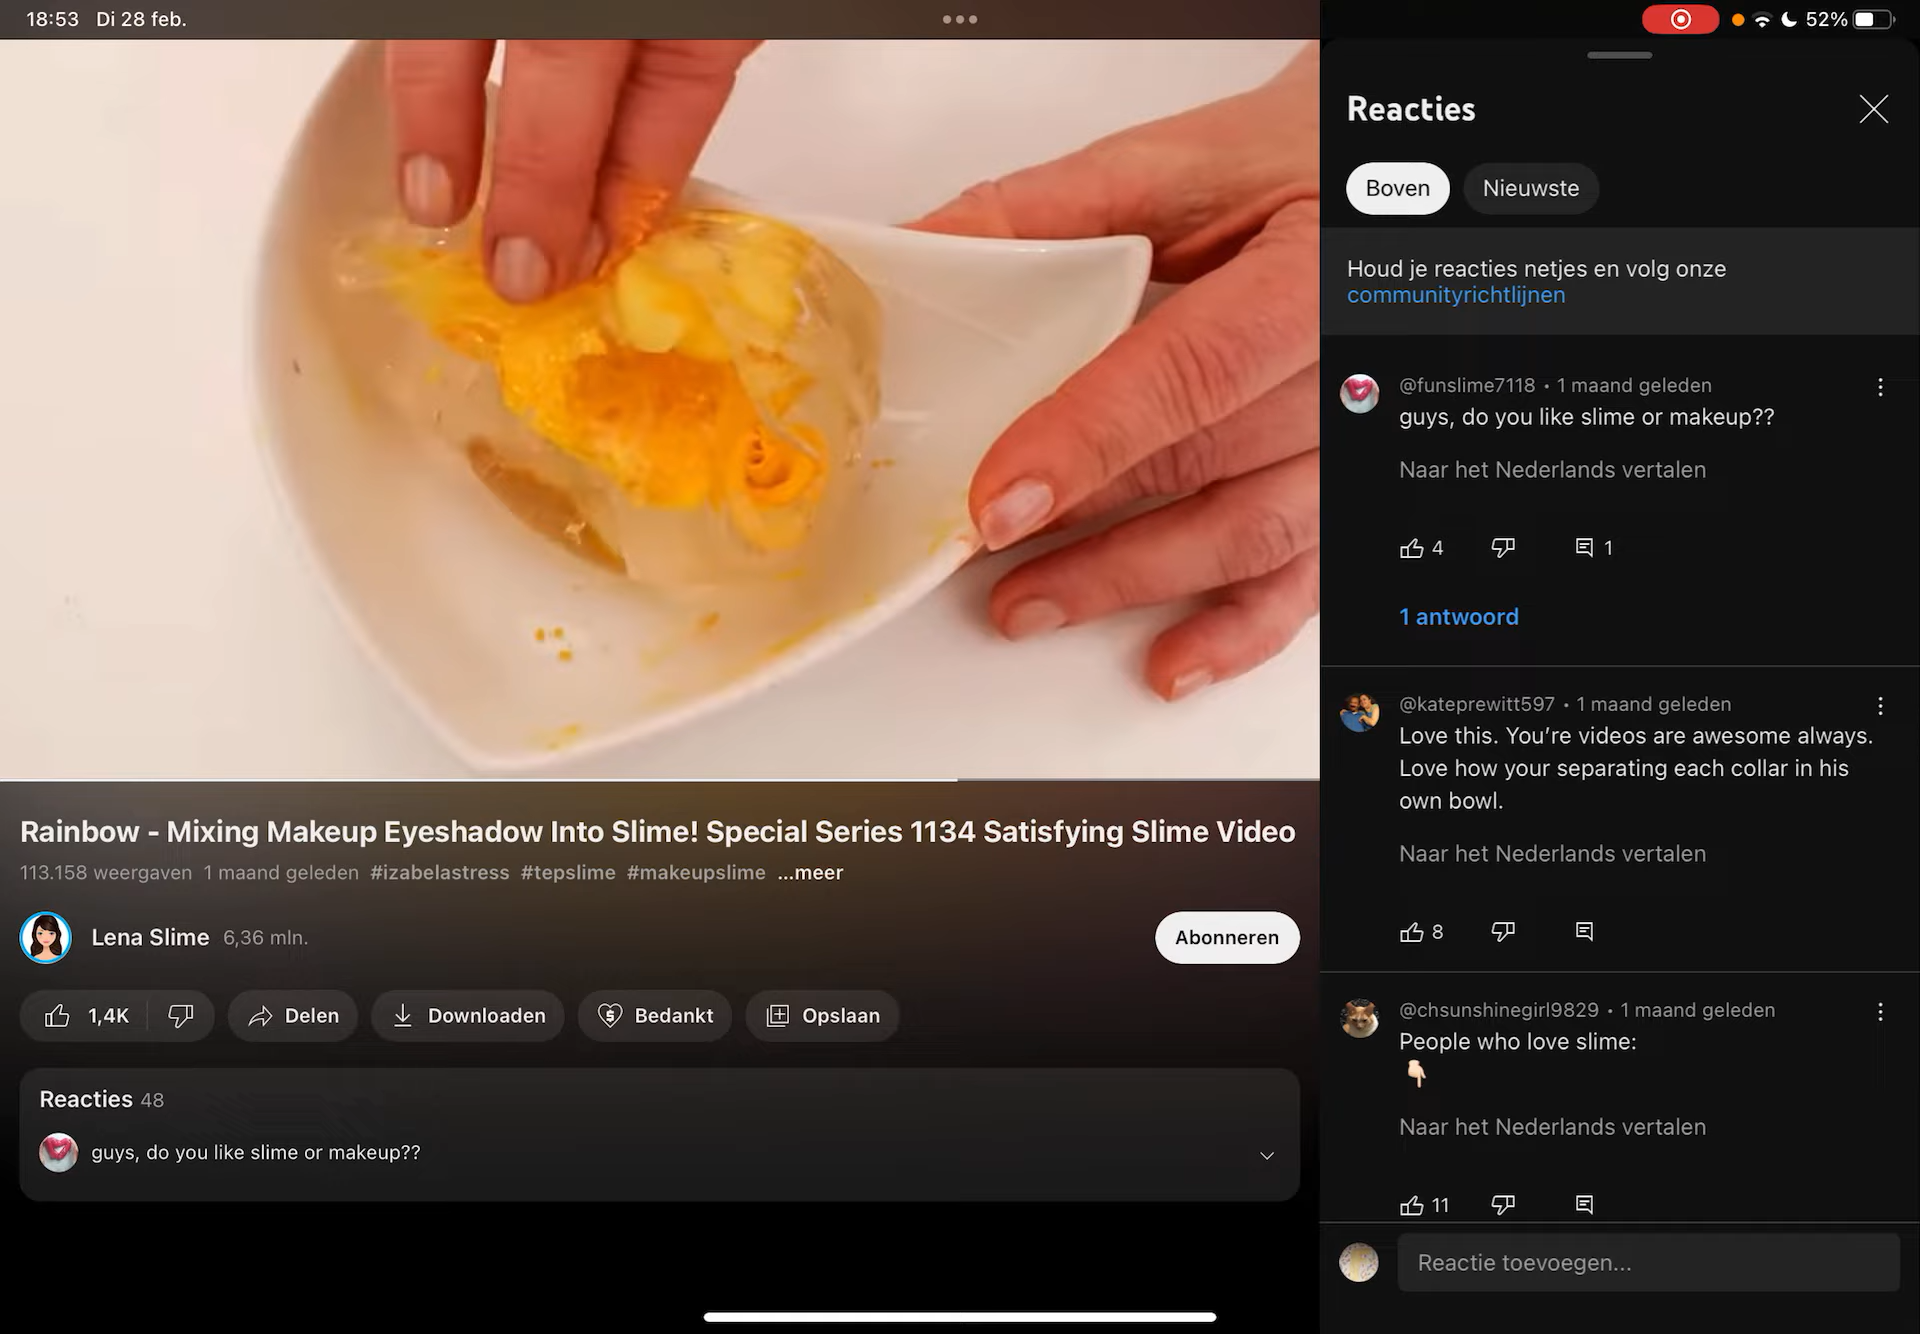 18:53 Di 28 feb.
52%
Rainbow - Mixing Makeup Eyeshadow Into Slime! Special Series 1134 Satisfying Slime Video
113.158 weergaven 1 maand geleden #izabelastress #tepslime #makeupslime ...meer
Lena Slime 6,36 mln.
Abonneren
1,4K
Delen
Downloaden
Bedankt
Opslaan
Reacties 48
guys, do you like slime or makeup??
Reacties
Boven
Nieuwste
Houd je reacties netjes en volg onze
communityrichtlijnen
@funslime7118 • 1 maand geleden
guys, do you like slime or makeup??
Naar het Nederlands vertalen
4
1
1 antwoord
@kateprewitt597 • 1 maand geleden
Love this. You’re videos are awesome always.
Love how your separating each collar in his
own bowl.
Naar het Nederlands vertalen
8
@chsunshinegirl9829 • 1 maand geleden
People who love slime:
👇🏻
Naar het Nederlands vertalen
11
Reactie toevoegen...